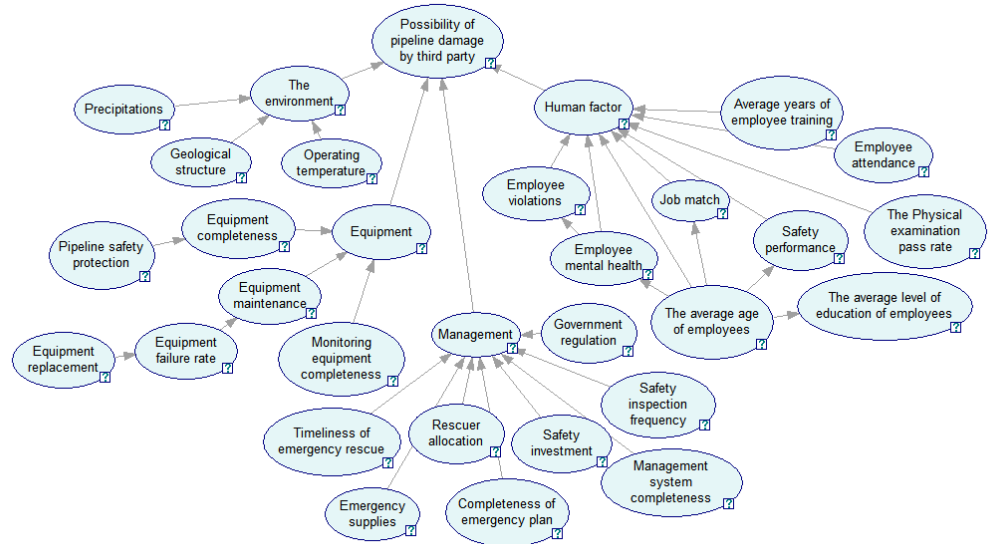 Possibility of
pipeline damage
by third party
?
The
environment
?
Precipitations
?
Human factor
?
Average years of
employee training
?
Geological
structure
?
Operating
temperature
?
Employee
attendance
?
Employee
violations
?
Job match
?
The Physical
examination
pass rate
?
Equipment
completeness
?
Equipment
?
Safety
performance
?
Pipeline safety
protection
?
Employee
mental health
?
Equipment
maintenance
?
The average age
of employees
?
The average level of
education of employees
?
Management
?
Government
regulation
?
Equipment
replacement
?
Equipment
failure rate
?
Monitoring
equipment
completeness
?
Safety
inspection
frequency
?
Timeliness of
emergency rescue
?
Rescuer
allocation
?
Safety
investment
?
Management
system
completeness
?
Emergency
supplies
?
Completeness of
emergency plan
?